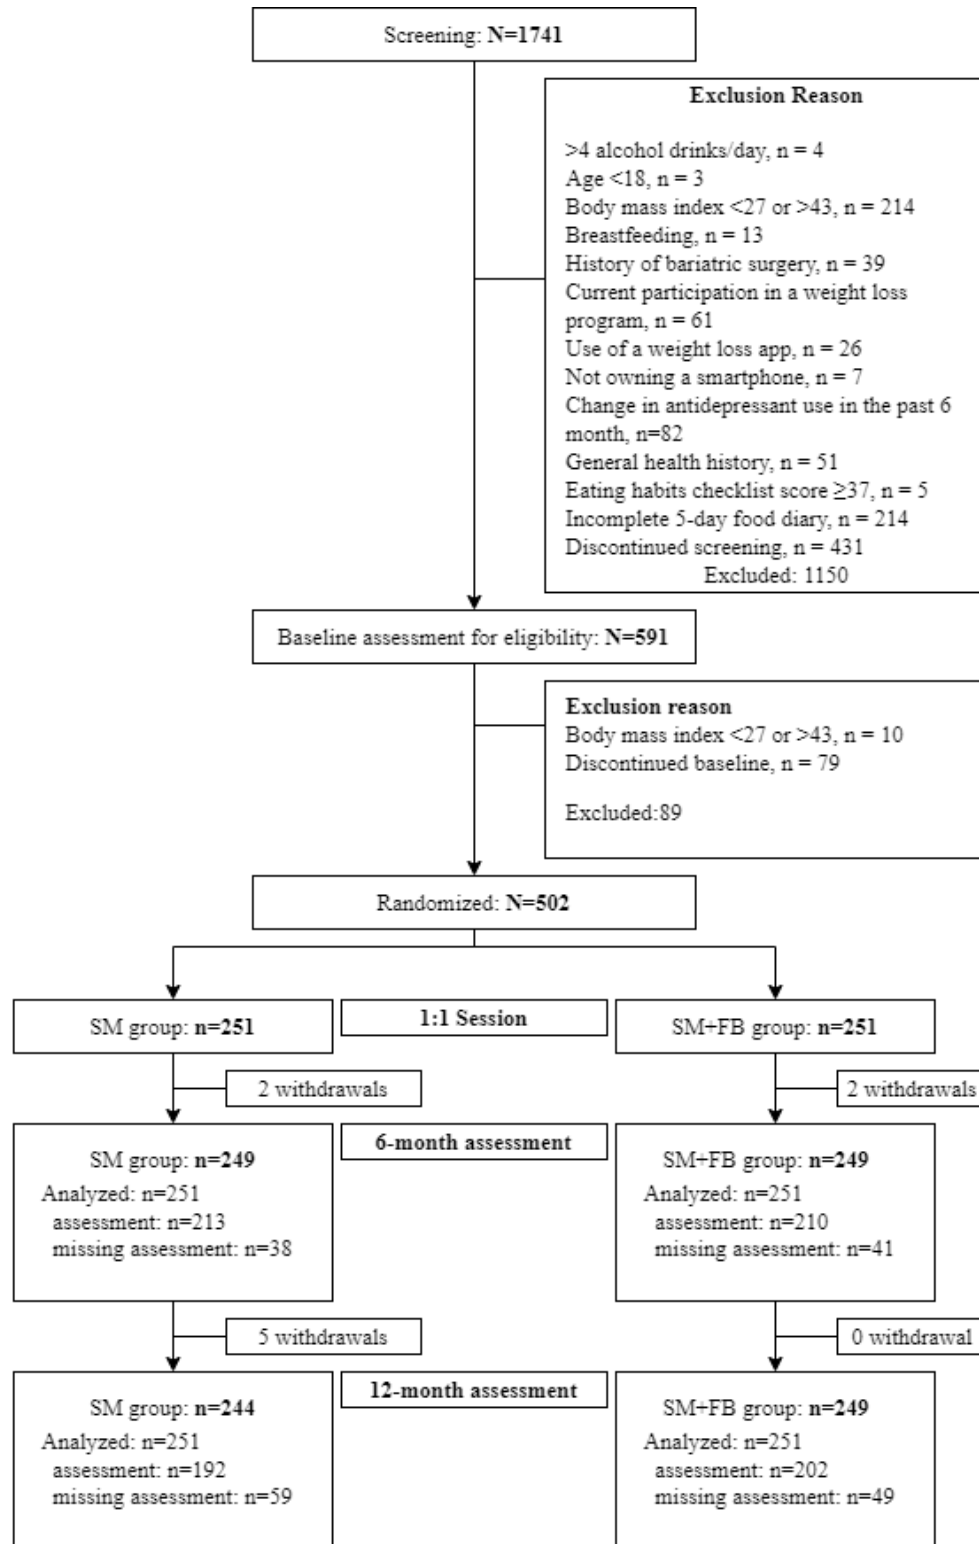 Screening: N=1741
Exclusion Reason
>4 alcohol drinks/day, n = 4
Age <18, n = 3
Body mass index <27 or >43, n = 214
Breastfeeding, n = 13
History of bariatric surgery, n = 39
Current participation in a weight loss
program, n = 61
Use of a weight loss app, n = 26
Not owning a smartphone, n = 7
Change in antidepressant use in the past 6
month, n=82
General health history, n = 51
Eating habits checklist score ≥37, n = 5
Incomplete 5-day food diary, n = 214
Discontinued screening, n = 431
Excluded: 1150
Baseline assessment for eligibility: N=591
Exclusion reason
Body mass index <27 or >43, n = 10
Discontinued baseline, n = 79
Excluded:89
Randomized: N=502
SM group: n=251
1:1 Session
SM+FB group: n=251
2 withdrawals
2 withdrawals
SM group: n=249
Analyzed: n=251
assessment: n=213
missing assessment: n=38
6-month assessment
SM+FB group: n=249
Analyzed: n=251
assessment: n=210
missing assessment: n=41
5 withdrawals
0 withdrawal
SM group: n=244
Analyzed: n=251
assessment: n=192
missing assessment: n=59
12-month assessment
SM+FB group: n=249
Analyzed: n=251
assessment: n=202
missing assessment: n=49